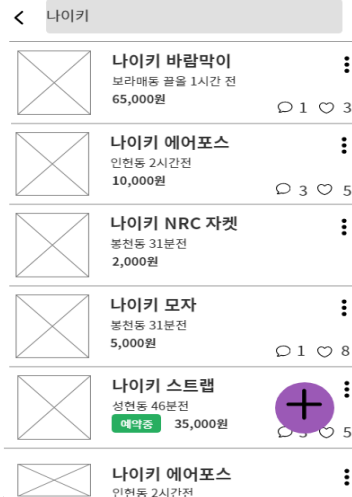 나이키
나이키 바람막이
보라매동 끌올 1시간 전
65,000원
1 3
나이키 에어포스
인헌동 2시간전
10,000원
3 5
나이키 NRC 자켓
봉천동 31분전
2,000원
나이키 모자
봉천동 31분전
5,000원
1 8
나이키 스트랩
성현동 46분전
예약중 35,000원
5
나이키 에어포스
인헌동 2시간전